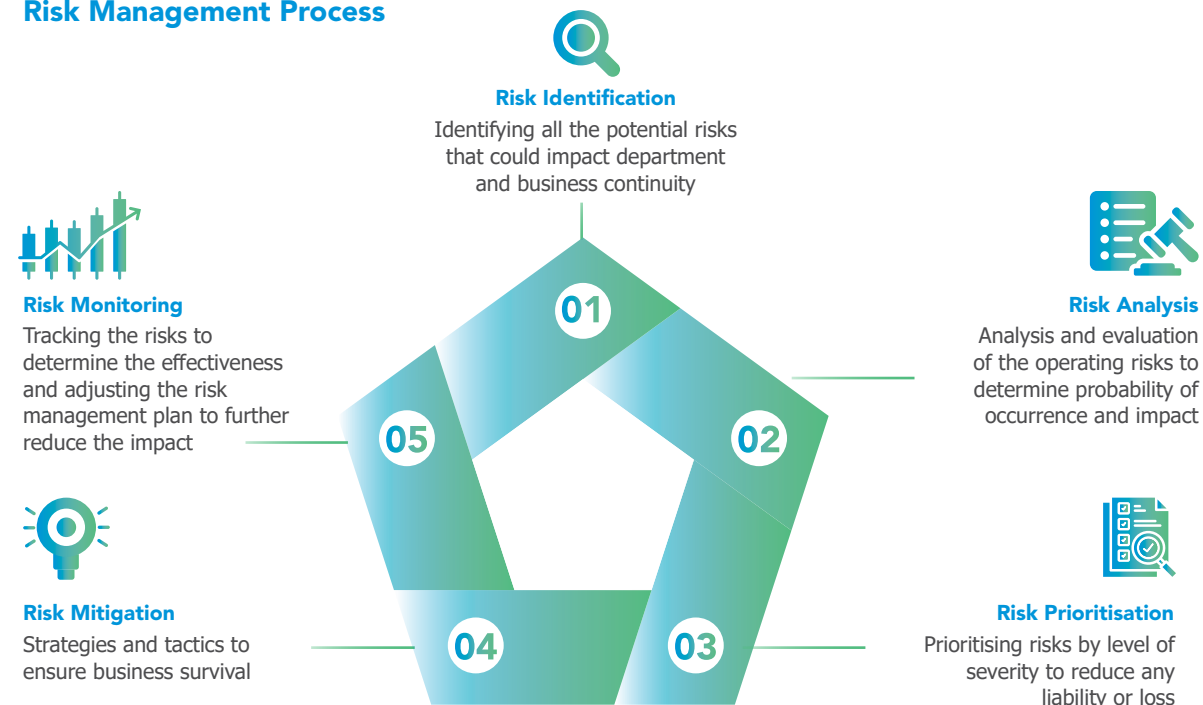 Risk Management Process
Risk Identification
Identifying all the potential risks
that could impact department
and business continuity
01
Risk Analysis
Analysis and evaluation
of the operating risks to
determine probability of
occurrence and impact
02
Risk Prioritisation
Prioritising risks by level of
severity to reduce any
liability or loss
03
Risk Mitigation
Strategies and tactics to
ensure business survival
04
Risk Monitoring
Tracking the risks to
determine the effectiveness
and adjusting the risk
management plan to further
reduce the impact
05